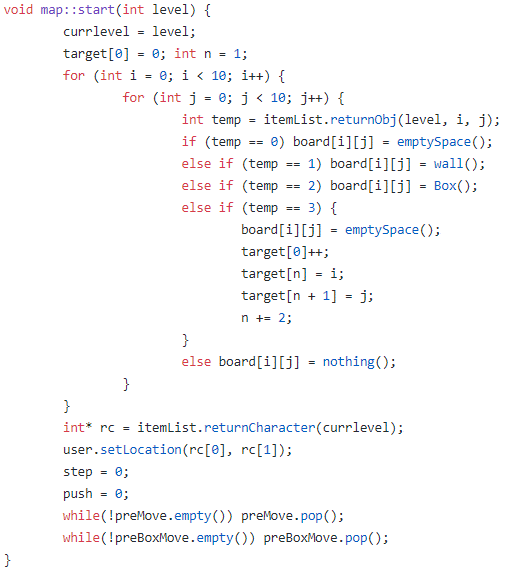 void map::start(int level) {
        currlevel = level;
        target[0] = 0; int n = 1;
        for (int i = 0; i < 10; i++) {
                for (int j = 0; j < 10; j++) {
                        int temp = itemList.returnObj(level, i, j);
                        if (temp == 0) board[i][j] = emptySpace();
                        else if (temp == 1) board[i][j] = wall();
                        else if (temp == 2) board[i][j] = Box();
                        else if (temp == 3) {
                                board[i][j] = emptySpace();
                                target[0]++;
                                target[n] = i;
                                target[n + 1] = j;
                                n += 2;
                        }
                        else board[i][j] = nothing();
                }
        }
        int* rc = itemList.returnCharacter(currlevel);
        user.setLocation(rc[0], rc[1]);
        step = 0;
        push = 0;
        while(!preMove.empty()) preMove.pop();
        while(!preBoxMove.empty()) preBoxMove.pop();
}